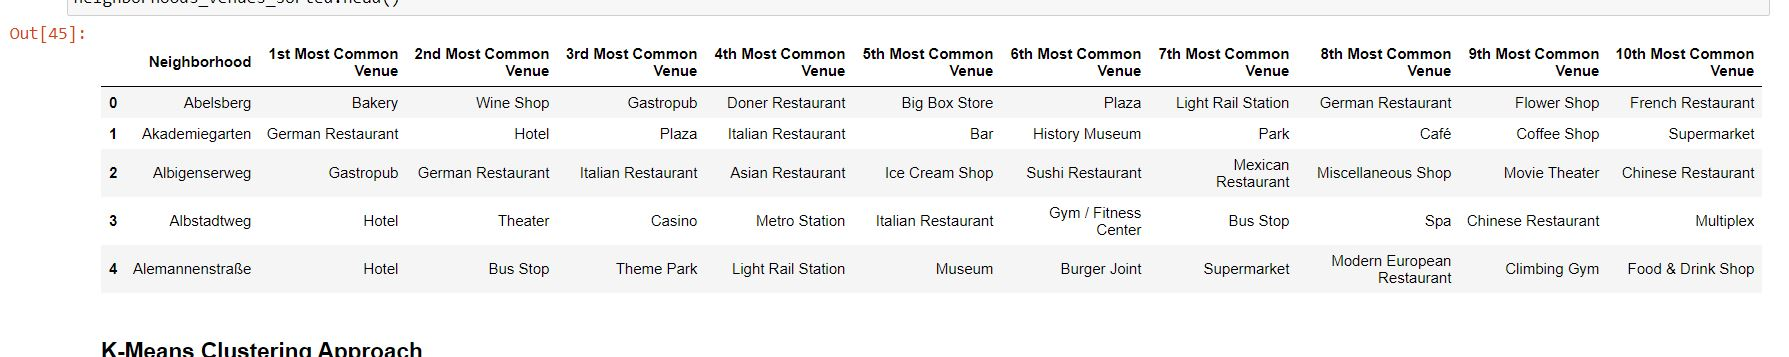 neighborhoods_venues_sorted.head()
Out[45]:
Neighborhood 1st Most Common Venue 2nd Most Common Venue 3rd Most Common Venue 4th Most Common Venue 5th Most Common Venue 6th Most Common Venue 7th Most Common Venue 8th Most Common Venue 9th Most Common Venue 10th Most Common Venue
0 Abelsberg Bakery Wine Shop Gastropub Doner Restaurant Big Box Store Plaza Light Rail Station German Restaurant Flower Shop French Restaurant
1 Akademiegarten German Restaurant Hotel Plaza Italian Restaurant Bar History Museum Park Café Coffee Shop Supermarket
2 Albigenserweg Gastropub German Restaurant Italian Restaurant Asian Restaurant Ice Cream Shop Sushi Restaurant Mexican Restaurant Miscellaneous Shop Movie Theater Chinese Restaurant
3 Albstadtweg Hotel Theater Casino Metro Station Italian Restaurant Gym / Fitness Center Bus Stop Spa Chinese Restaurant Multiplex
4 Alemannenstraße Hotel Bus Stop Theme Park Light Rail Station Museum Burger Joint Supermarket Modern European Restaurant Climbing Gym Food & Drink Shop
K-Means Clustering Approach